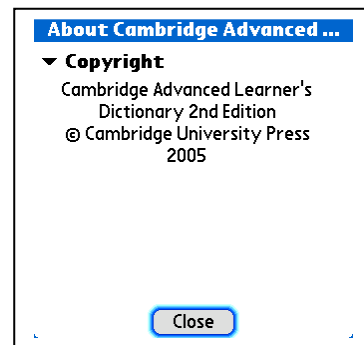 About Cambridge Advanced ...
Copyright
Cambridge Advanced Learner's
Dictionary 2nd Edition
© Cambridge University Press
2005
Close